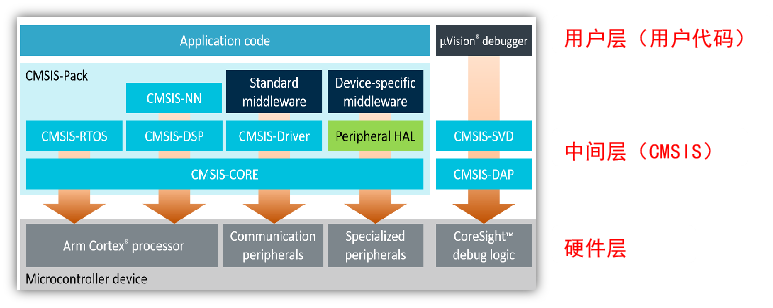 Application code
μVision® debugger
用户层（用户代码）
CMSIS-Pack
CMSIS-NN
Standard
middleware
Device-specific
middleware
CMSIS-RTOS
CMSIS-DSP
CMSIS-Driver
Peripheral HAL
CMSIS-SVD
中间层（CMSIS）
CMSIS-CORE
CMSIS-DAP
Arm Cortex® processor
Communication
peripherals
Specialized
peripherals
CoreSight™
debug logic
硬件层
Microcontroller device